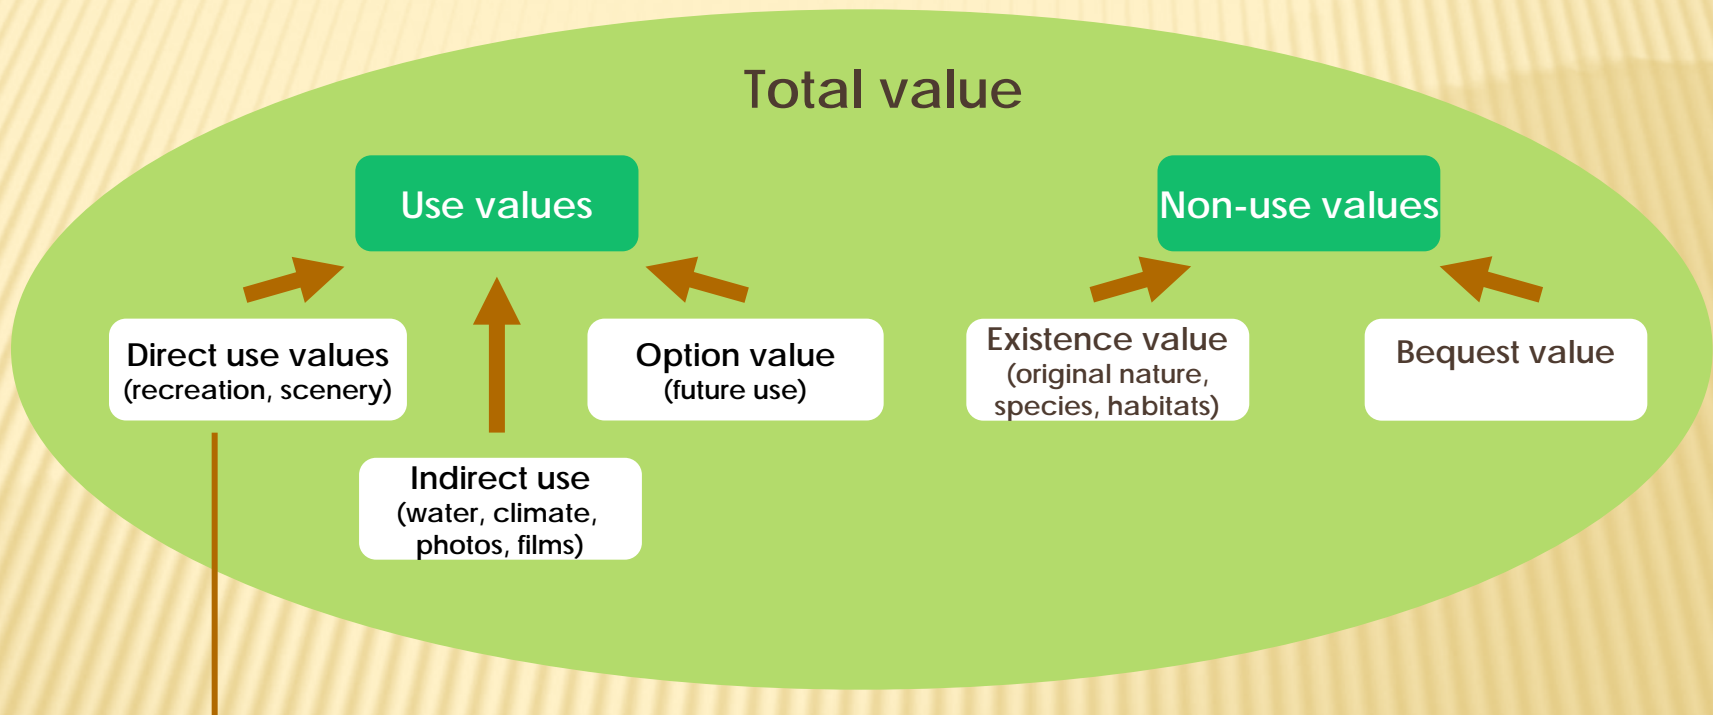 Total value
Use values
Non-use values
Direct use values
(recreation, scenery)
Option value
(future use)
Existence value
(original nature,
species, habitats)
Bequest value
Indirect use
(water, climate,
photos, films)